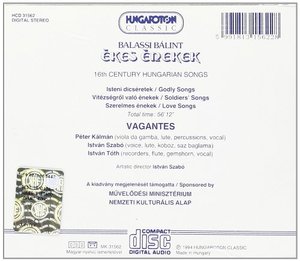 HCD 31562
DIGITAL STEREO
HUNGAROTON
CLASSIC
BALASSI BÁLINT
ÉKES ÉNEKEK
16th CENTURY HUNGARIAN SONGS
Isteni dicséretek / Godly Songs
Vitézségről való énekek / Soldiers' Songs
Szerelmes énekek / Love Songs
Total time: 56'12"
VAGANTES
Péter Kálmán (viola da gamba, lute, percussions, vocal)
István Szabó (voice, lute, koboz, saz baglama)
István Tóth (recorders, flute, gemshorn, vocal)
Artistic director István Szabó
A kiadvány megjelenését támogatta / Sponsored by
MŰVELŐDÉSI MINISZTÉRIUM
NEMZETI KULTURÁLIS ALAP
MK 31562
COMPACT
disc
DIGITAL AUDIO
1994 HUNGAROTON CLASSIC